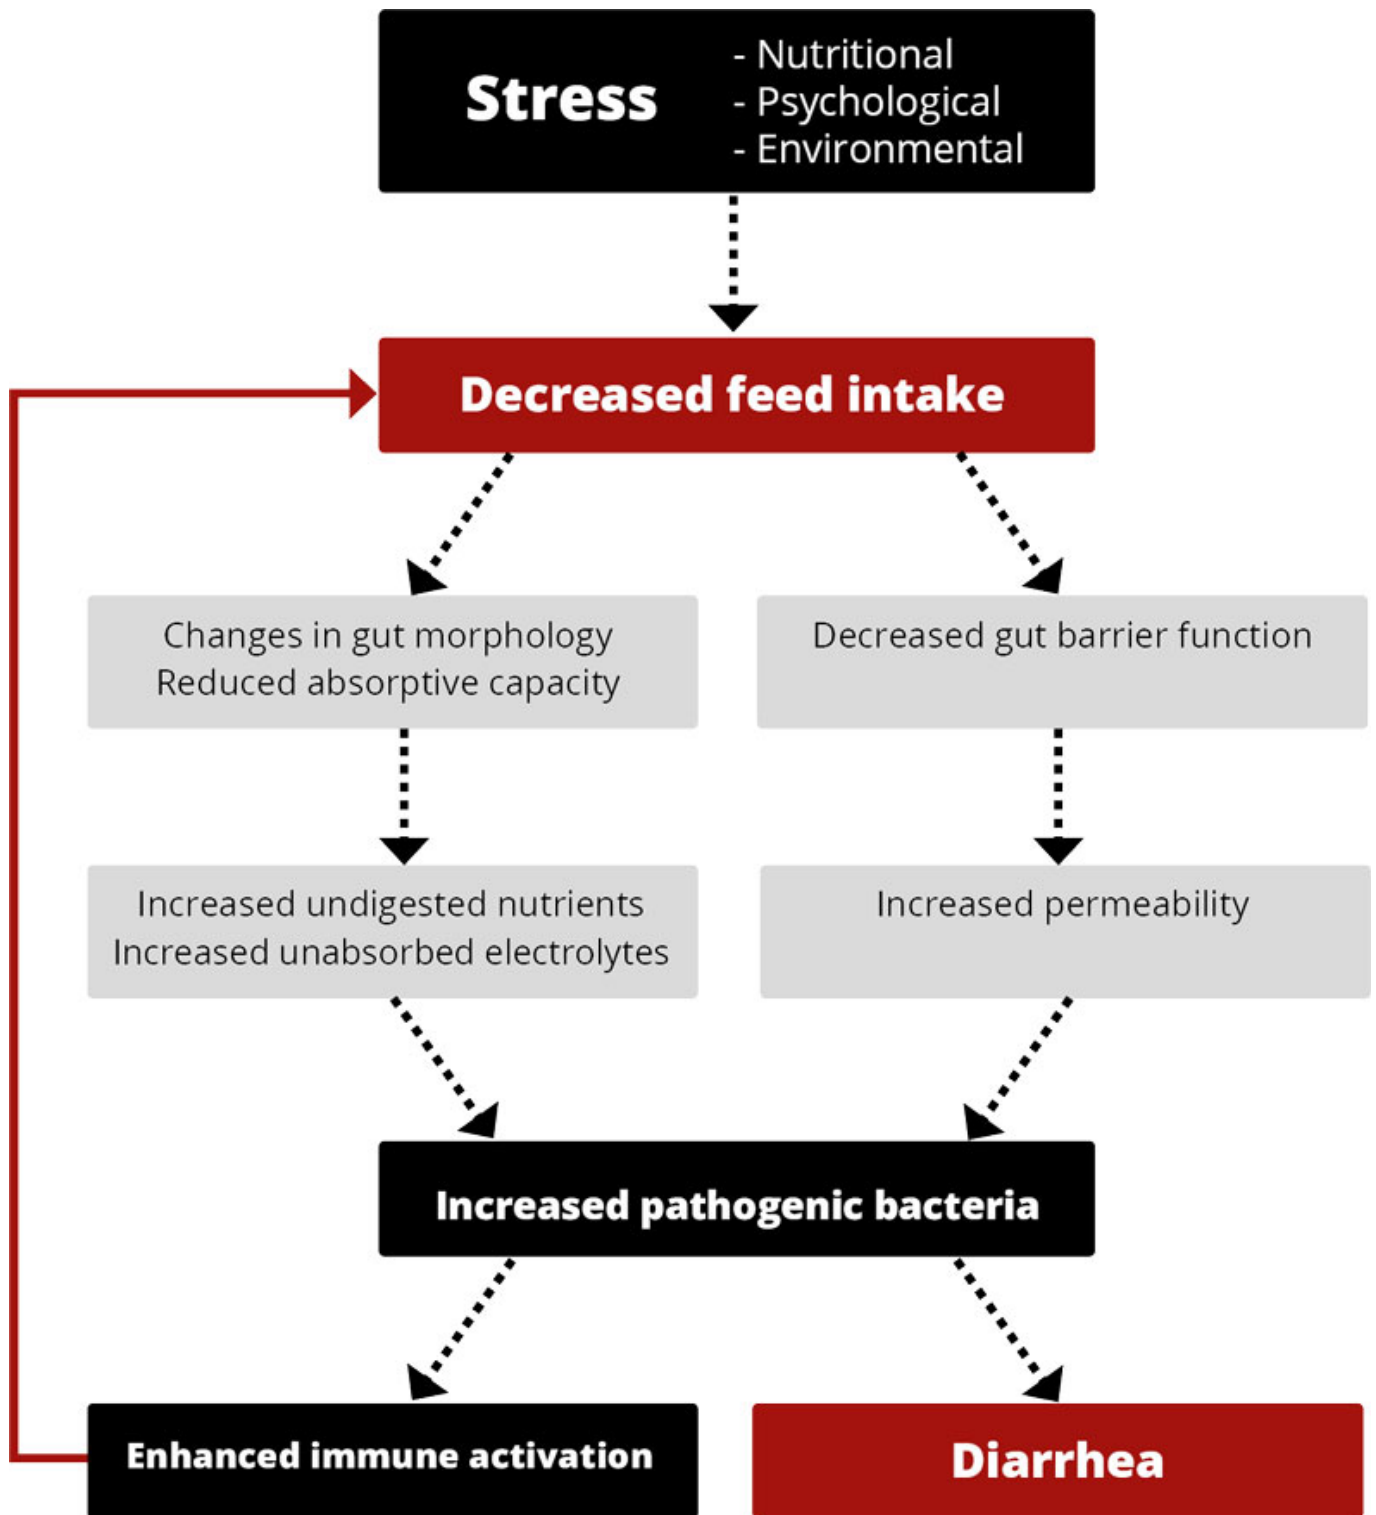 Stress
- Nutritional
- Psychological
- Environmental
Decreased feed intake
Changes in gut morphology
Reduced absorptive capacity
Decreased gut barrier function
Increased undigested nutrients
Increased unabsorbed electrolytes
Increased permeability
Increased pathogenic bacteria
Enhanced immune activation
Diarrhea